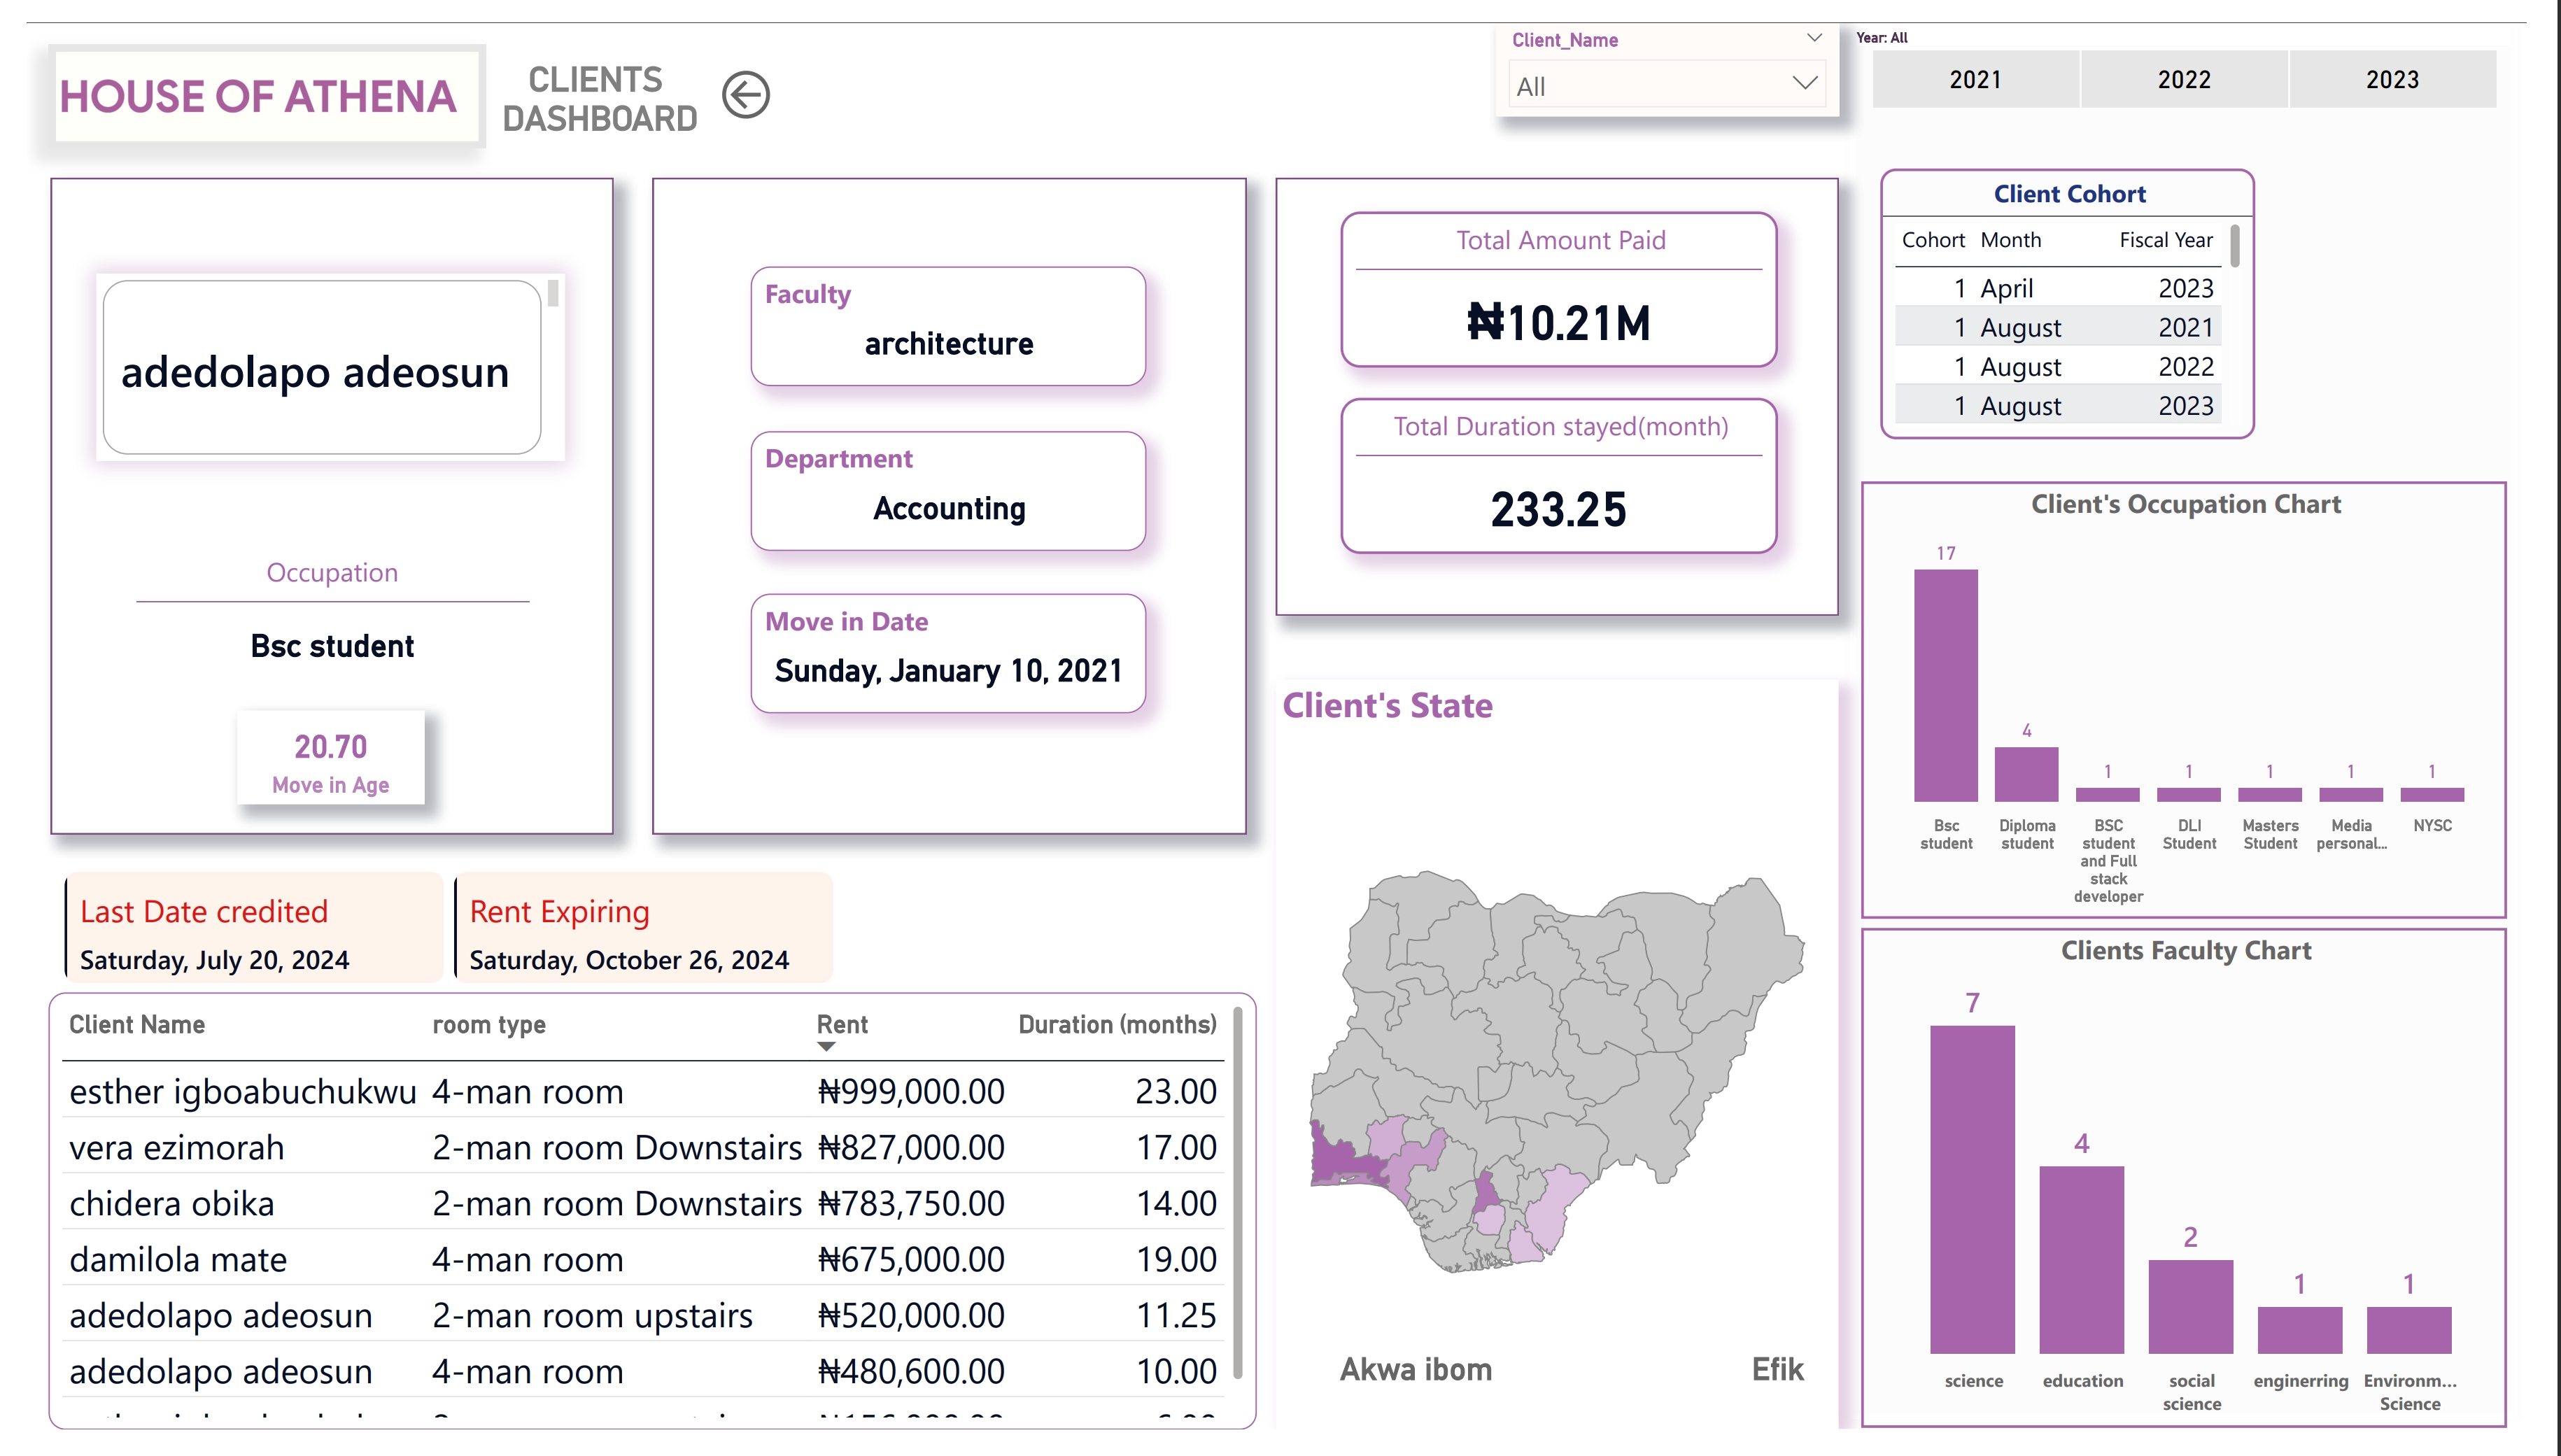 HOUSE OF ATHENA
CLIENTS
DASHBOARD
Client_Name
All
Year: All
2021 2022 2023
adedolapo adeosun
Occupation
Bsc student
20.70
Move in Age
Faculty
architecture
Department
Accounting
Move in Date
Sunday, January 10, 2021
Total Amount Paid
₦10.21M
Total Duration stayed(month)
233.25
Client Cohort
Cohort Month Fiscal Year
1 April 2023
1 August 2021
1 August 2022
1 August 2023
Client's Occupation Chart
17
4
1
1
1
1
1
Bsc
student
Diploma
student
BSC
student
and Full
stack
developer
DLI
Student
Masters
Student
Media
personal...
NYSC
Last Date credited
Saturday, July 20, 2024
Rent Expiring
Saturday, October 26, 2024
Client Name room type Rent Duration (months)
esther igboabuchukwu 4-man room ₦999,000.00 23.00
vera ezimorah 2-man room Downstairs ₦827,000.00 17.00
chidera obika 2-man room Downstairs ₦783,750.00 14.00
damilola mate 4-man room ₦675,000.00 19.00
adedolapo adeosun 2-man room upstairs ₦520,000.00 11.25
adedolapo adeosun 4-man room ₦480,600.00 10.00
Client's State
Akwa ibom Efik
Clients Faculty Chart
7
4
2
1
1
science
education
social
science
enginerring
Environm...
Science